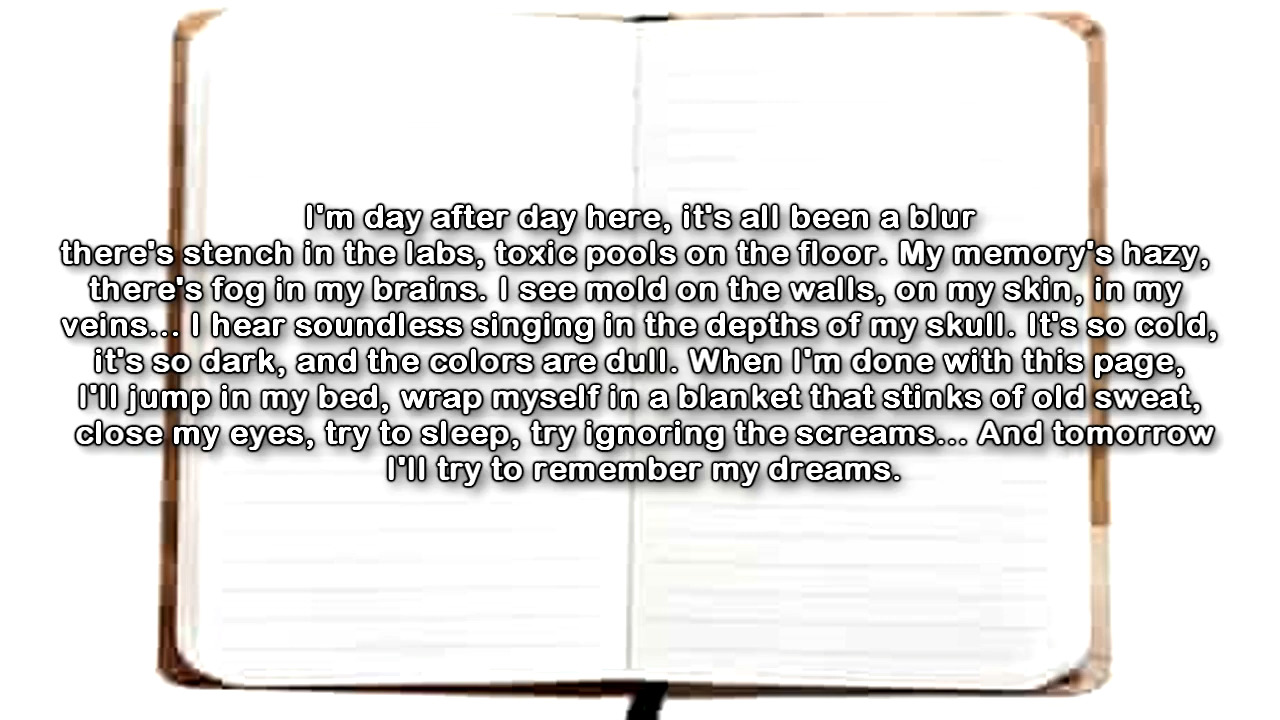 I'm day after day here, it's all been a blur
there's stench in the labs, toxic pools on the floor. My memory's hazy,
there's fog in my brains. I see mold on the walls, on my skin, in my
veins... I hear soundless singing in the depths of my skull. It's so cold,
it's so dark, and the colors are dull. When I'm done with this page,
I'll jump in my bed, wrap myself in a blanket that stinks of old sweat,
close my eyes, try to sleep, try ignoring the screams... And tomorrow
I'll try to remember my dreams.